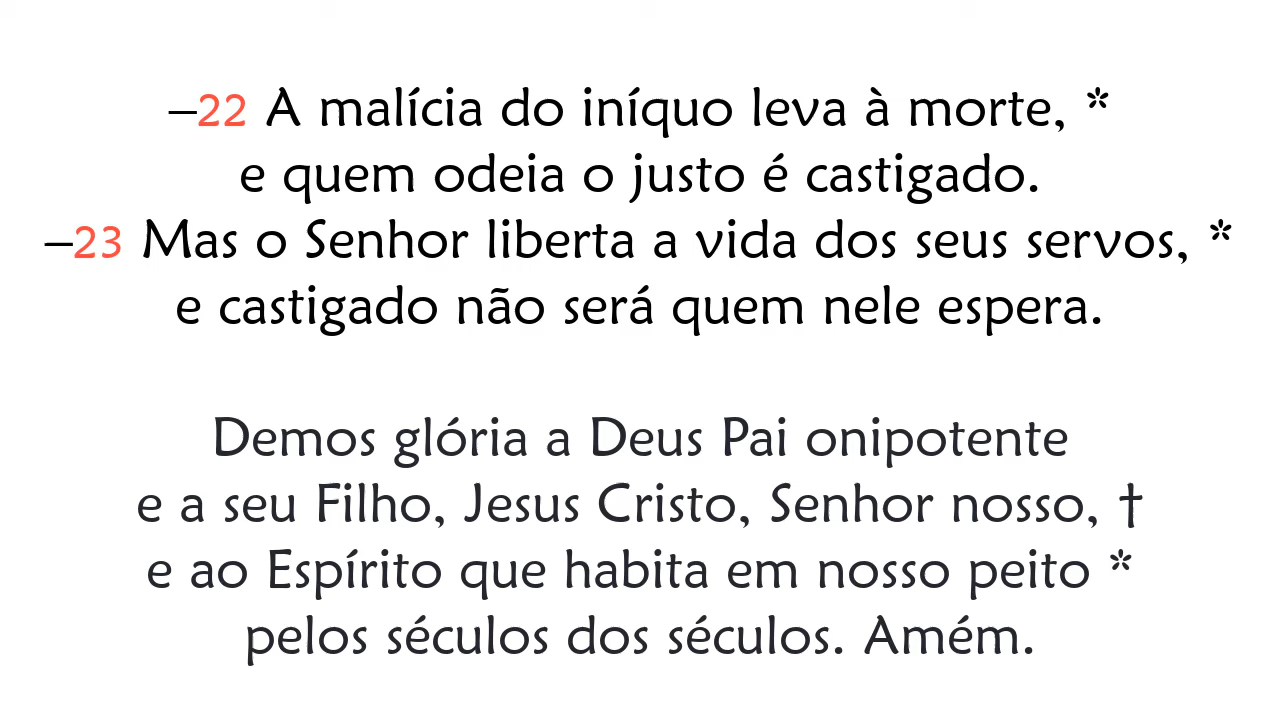 –22 A malícia do iníquo leva à morte, *
e quem odeia o justo é castigado.
–23 Mas o Senhor liberta a vida dos seus servos, *
e castigado não será quem nele espera.
Demos glória a Deus Pai onipotente
e a seu Filho, Jesus Cristo, Senhor nosso, †
e ao Espírito que habita em nosso peito *
pelos séculos dos séculos. Amém.